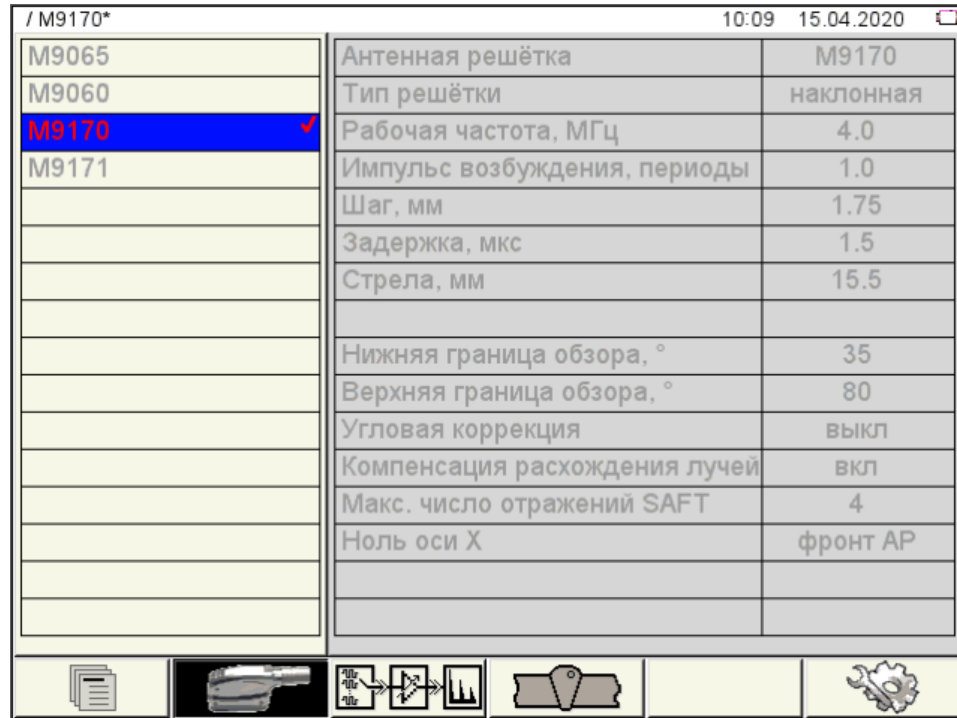 / M9170* 10:09 15.04.2020
M9065
M9060
M9170
M9171
Антенная решётка M9170
Тип решётки наклонная
Рабочая частота, МГц 4.0
Импульс возбуждения, периоды 1.0
Шаг, мм 1.75
Задержка, мкс 1.5
Стрела, мм 15.5
Нижняя граница обзора, ° 35
Верхняя граница обзора, ° 80
Угловая коррекция выкл
Компенсация расхождения лучей вкл
Макс. число отражений SAFT 4
Ноль оси X фронт АР